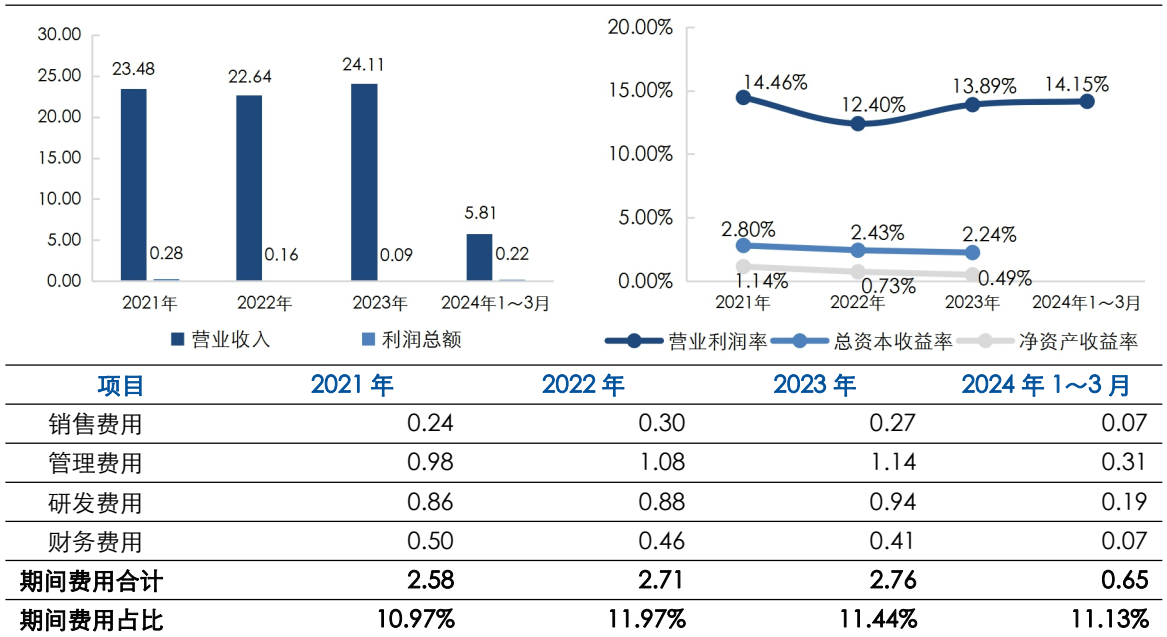 30.00
25.00
20.00
15.00
10.00
5.00
0.00
23.48
22.64
24.11
5.81
0.28
0.16
0.09
0.22
2021年 2022年 2023年 2024年1～3月
营业收入 利润总额
20.00%
15.00%
10.00%
5.00%
0.00%
14.46%
12.40%
13.89%
14.15%
2.80%
2.43%
2.24%
1.14%
0.73%
0.49%
2021年 2022年 2023年 2024年1～3月
营业利润率 总资本收益率 净资产收益率
项目 2021 年 2022 年 2023 年 2024 年 1～3 月
销售费用 0.24 0.30 0.27 0.07
管理费用 0.98 1.08 1.14 0.31
研发费用 0.86 0.88 0.94 0.19
财务费用 0.50 0.46 0.41 0.07
期间费用合计 2.58 2.71 2.76 0.65
期间费用占比 10.97% 11.97% 11.44% 11.13%